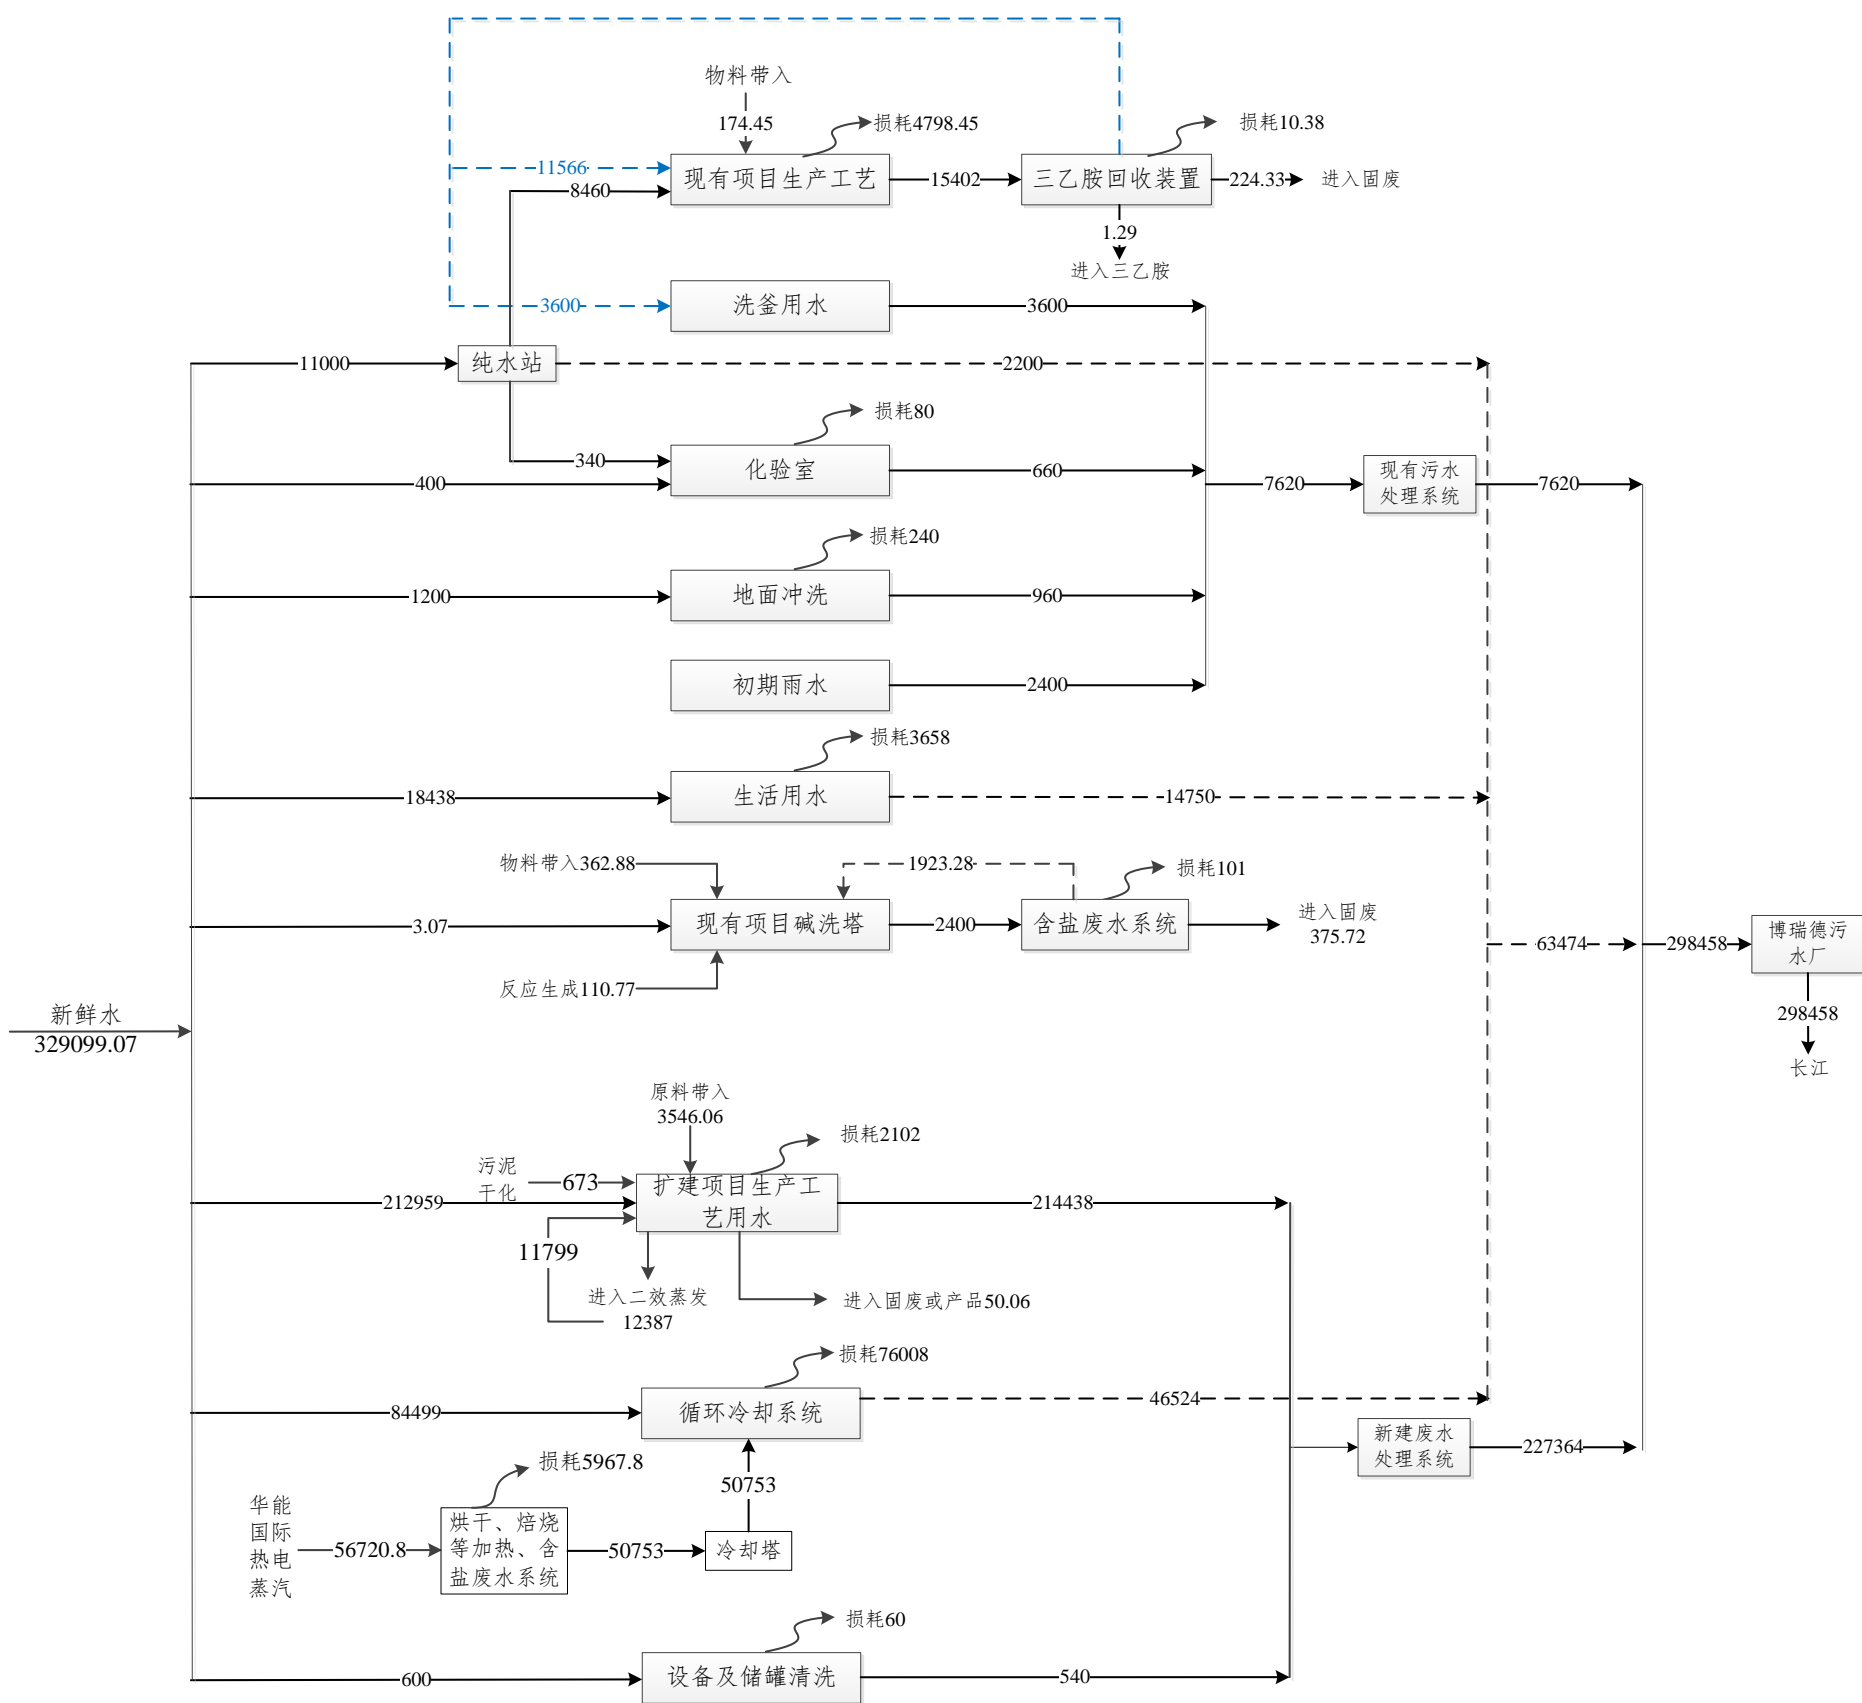 物料带入
174.45
损耗4798.45
损耗10.38
11566
8460
现有项目生产工艺
15402
三乙胺回收装置
224.33
进入固废
1.29
进入三乙胺
3600
洗釜用水
3600
11000
纯水站
2200
损耗80
340
400
化验室
660
7620
现有污水
处理系统
7620
损耗240
1200
地面冲洗
960
初期雨水
2400
损耗3658
18438
生活用水
14750
物料带入362.88
1923.28
损耗101
3.07
现有项目碱洗塔
2400
含盐废水系统
进入固废
375.72
反应生成110.77
63474
298458
博瑞德污
水厂
298458
长江
新鲜水
329099.07
原料带入
3546.06
损耗2102
污泥
干化
673
212959
扩建项目生产工
艺用水
214438
11799
进入二效蒸发
12387
进入固废或产品50.06
损耗76008
84499
循环冷却系统
46524
新建废水
处理系统
227364
损耗5967.8
50753
华能
国际
热电
蒸汽
56720.8
烘干、焙烧
等加热、含
盐废水系统
50753
冷却塔
损耗60
600
设备及储罐清洗
540